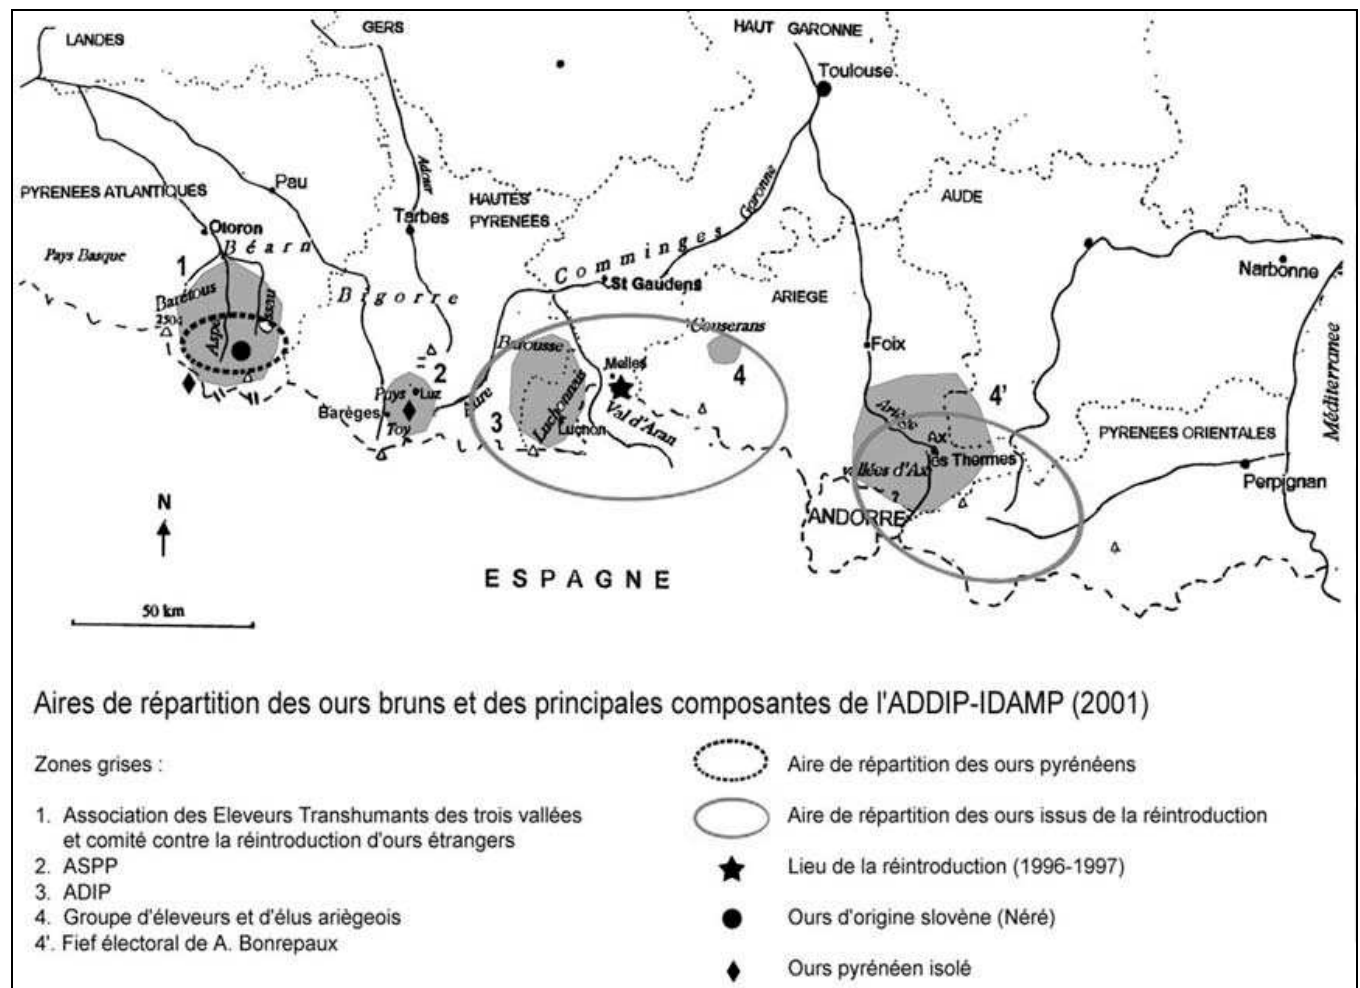 LANDES
GERS
HAUT GARONNE
Toulouse
PYRENEES ATLANTIQUES
Pau
Adour
HAUTES
PYRENEES
Garonne
AUDE
Tarbes
Oloron
Béarn
Pays Basque
Comminges
Narbonne
1
Barétous
2504
Aspe
Ossau
Bigorre
St Gaudens
ARIEGE
Couserans
Foix
Méditerranee
Barousse
Melles
4
2
Pays
Luz
Barèges
Toy
3
Luchonnais
Luchon
Val d'Aran
4'
Ax
les Thermes
vallées d'Ax
?
PYRENEES ORIENTALES
Perpignan
ANDORRE
N
ESPAGNE
50 km
Aires de répartition des ours bruns et des principales composantes de l'ADDIP-IDAMP (2001)
Zones grises :
1. Association des Eleveurs Transhumants des trois vallées
et comité contre la réintroduction d'ours étrangers
2. ASPP
3. ADIP
4. Groupe d'éleveurs et d'élus ariègeois
4'. Fief électoral de A. Bonrepaux
Aire de répartition des ours pyrénéens
Aire de répartition des ours issus de la réintroduction
Lieu de la réintroduction (1996-1997)
Ours d'origine slovène (Néré)
Ours pyrénéen isolé